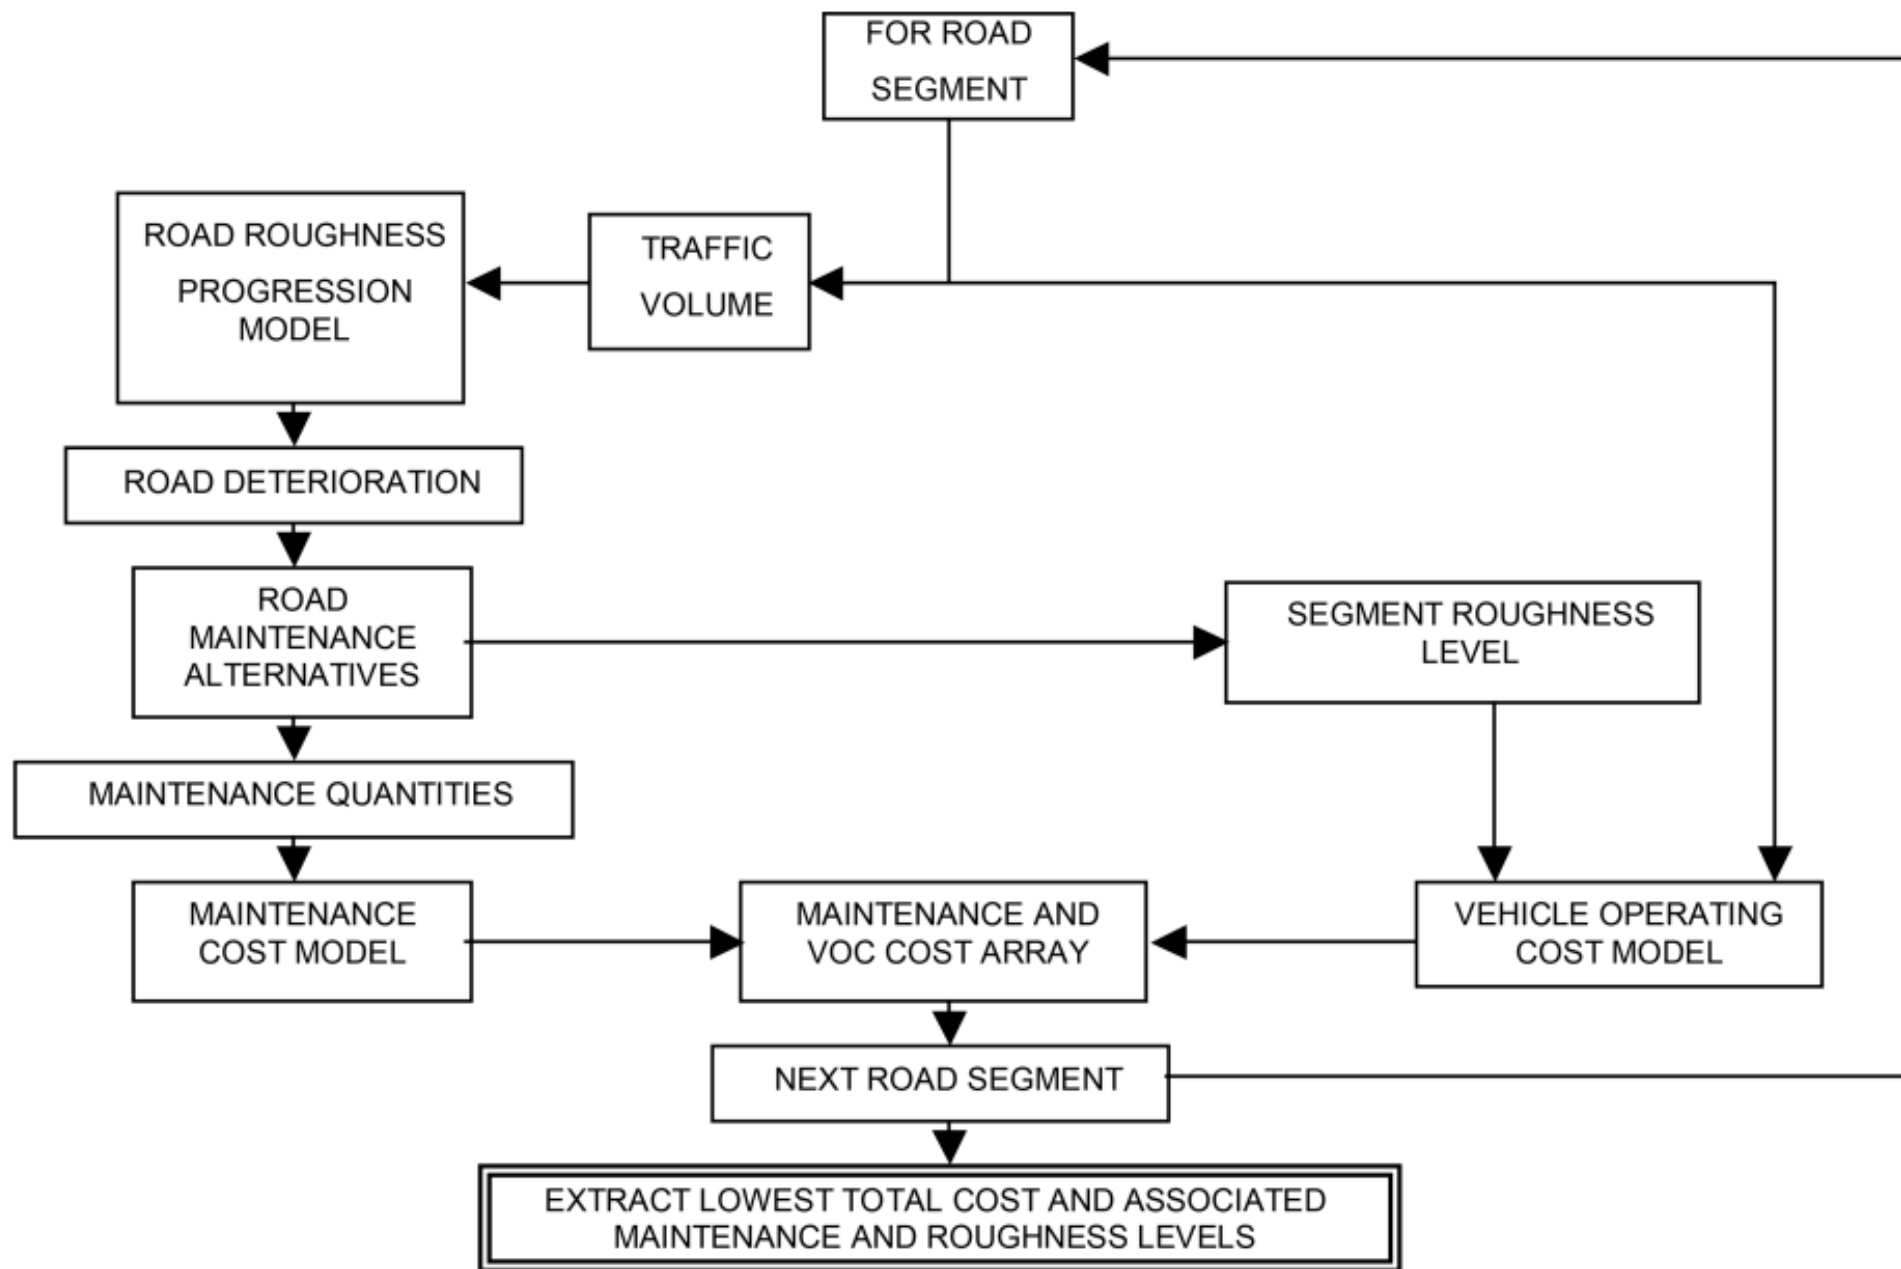 FOR ROAD
SEGMENT
ROAD ROUGHNESS
PROGRESSION
MODEL
TRAFFIC
VOLUME
ROAD DETERIORATION
ROAD
MAINTENANCE
ALTERNATIVES
SEGMENT ROUGHNESS
LEVEL
MAINTENANCE QUANTITIES
MAINTENANCE
COST MODEL
MAINTENANCE AND
VOC COST ARRAY
VEHICLE OPERATING
COST MODEL
NEXT ROAD SEGMENT
EXTRACT LOWEST TOTAL COST AND ASSOCIATED
MAINTENANCE AND ROUGHNESS LEVELS